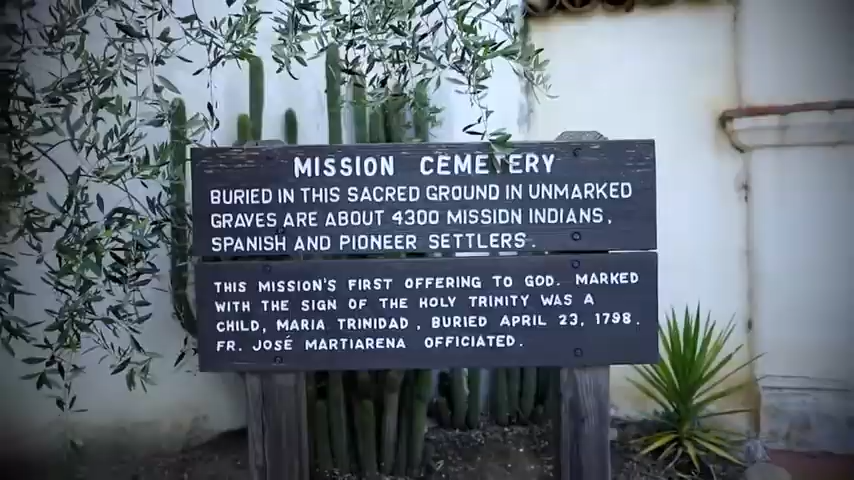 MISSION CEMETERY
BURIED IN THIS SACRED GROUND IN UNMARKED
GRAVES ARE ABOUT 4300 MISSION INDIANS,
SPANISH AND PIONEER SETTLERS.
THIS MISSION'S FIRST OFFERING TO GOD. MARKED
WITH THE SIGN OF THE HOLY TRINITY WAS A
CHILD, MARIA TRINIDAD, BURIED APRIL 23, 1798.
FR. JOSÉ MARTIARENA OFFICIATED.